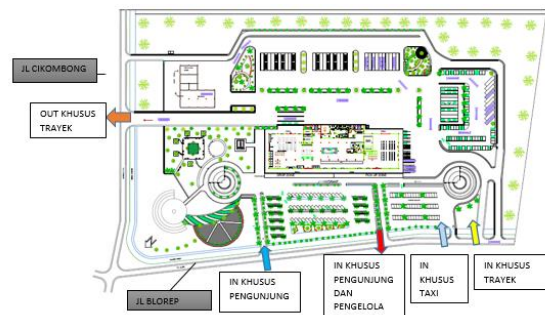 JL CIKOMBONG
OUT KHUSUS
TRAYEK
JL BLOREP
IN KHUSUS
PENGUNJUNG
IN KHUSUS
PENGUNJUNG
DAN
PENGELOLA
IN
KHUSUS
TAXI
IN KHUSUS
TRAYEK